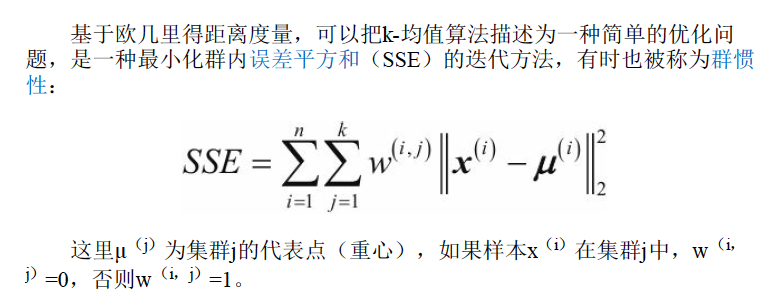 基于欧几里得距离度量，可以把k-均值算法描述为一种简单的优化问
题，是一种最小化群内误差平方和（SSE）的迭代方法，有时也被称为群惯
性：
SSE = \sum_{i=1}^{n} \sum_{j=1}^{k} w^{(i,j)} \left\| x^{(i)} - \mu^{(i)} \right\|_2^2
这里μ（j）为集群j的代表点（重心），如果样本x（i）在集群j中，w（i，
j）=0，否则w（i，j）=1。